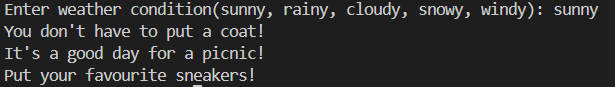 Enter weather condition(sunny, rainy, cloudy, snowy, windy): sunny
You don't have to put a coat!
It's a good day for a picnic!
Put your favourite sneakers!